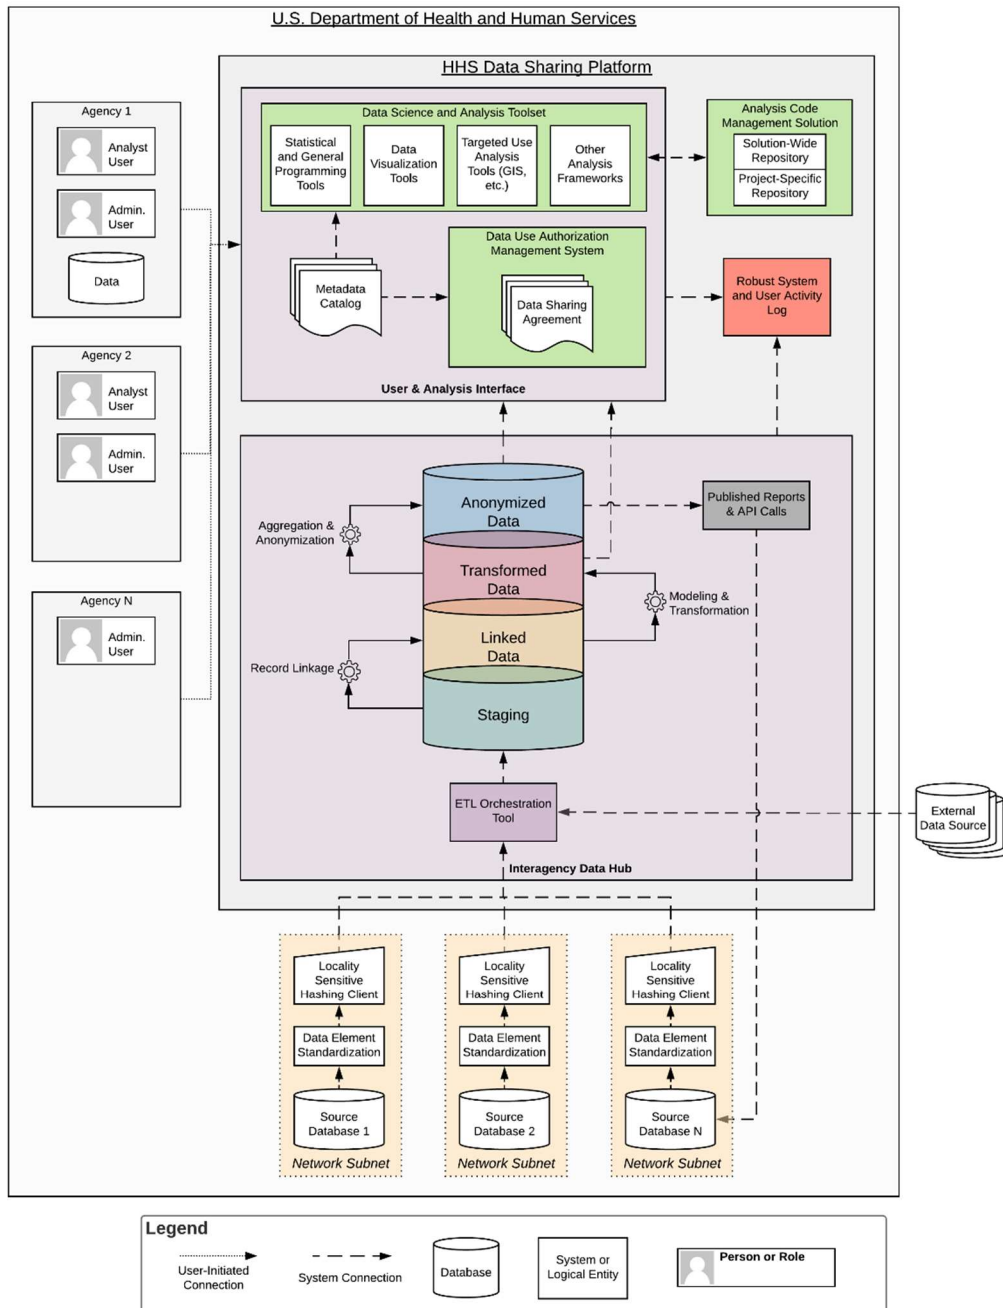 U.S. Department of Health and Human Services
HHS Data Sharing Platform
Agency 1
Analyst
User
Admin.
User
Data
Agency 2
Analyst
User
Admin.
User
Agency N
Admin.
User
Data Science and Analysis Toolset
Statistical
and General
Programming
Tools
Data
Visualization
Tools
Targeted Use
Analysis
Tools (GIS,
etc.)
Other
Analysis
Frameworks
Analysis Code
Management Solution
Solution-Wide
Repository
Project-Specific
Repository
Metadata
Catalog
Data Use Authorization
Management System
Data Sharing
Agreement
Robust System
and User Activity
Log
User & Analysis Interface
Anonymized
Data
Aggregation &
Anonymization
Published Reports
& API Calls
Transformed
Data
Modeling &
Transformation
Linked
Data
Record Linkage
Staging
ETL Orchestration
Tool
External
Data Source
Interagency Data Hub
Locality
Sensitive
Hashing Client
Data Element
Standardization
Source
Database 1
Network Subnet
Locality
Sensitive
Hashing Client
Data Element
Standardization
Source
Database 2
Network Subnet
Locality
Sensitive
Hashing Client
Data Element
Standardization
Source
Database N
Network Subnet
Legend
User-Initiated
Connection
System Connection
Database
System or
Logical Entity
Person or Role